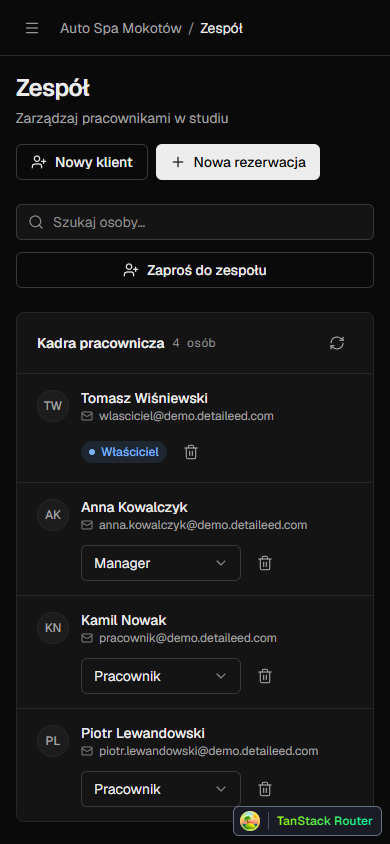 Auto Spa Mokotów / Zespół
Zespół
Zarządzaj pracownikami w studiu
Nowy klient
Nowa rezerwacja
Szukaj osoby...
Zaproś do zespołu
Kadra pracownicza 4 osób
TW
Tomasz Wiśniewski
wlasciciel@demo.detaileed.com
Właściciel
AK
Anna Kowalczyk
anna.kowalczyk@demo.detaileed.com
Manager
KN
Kamil Nowak
pracownik@demo.detaileed.com
Pracownik
PL
Piotr Lewandowski
piotr.lewandowski@demo.detaileed.com
Pracownik
TanStack Router